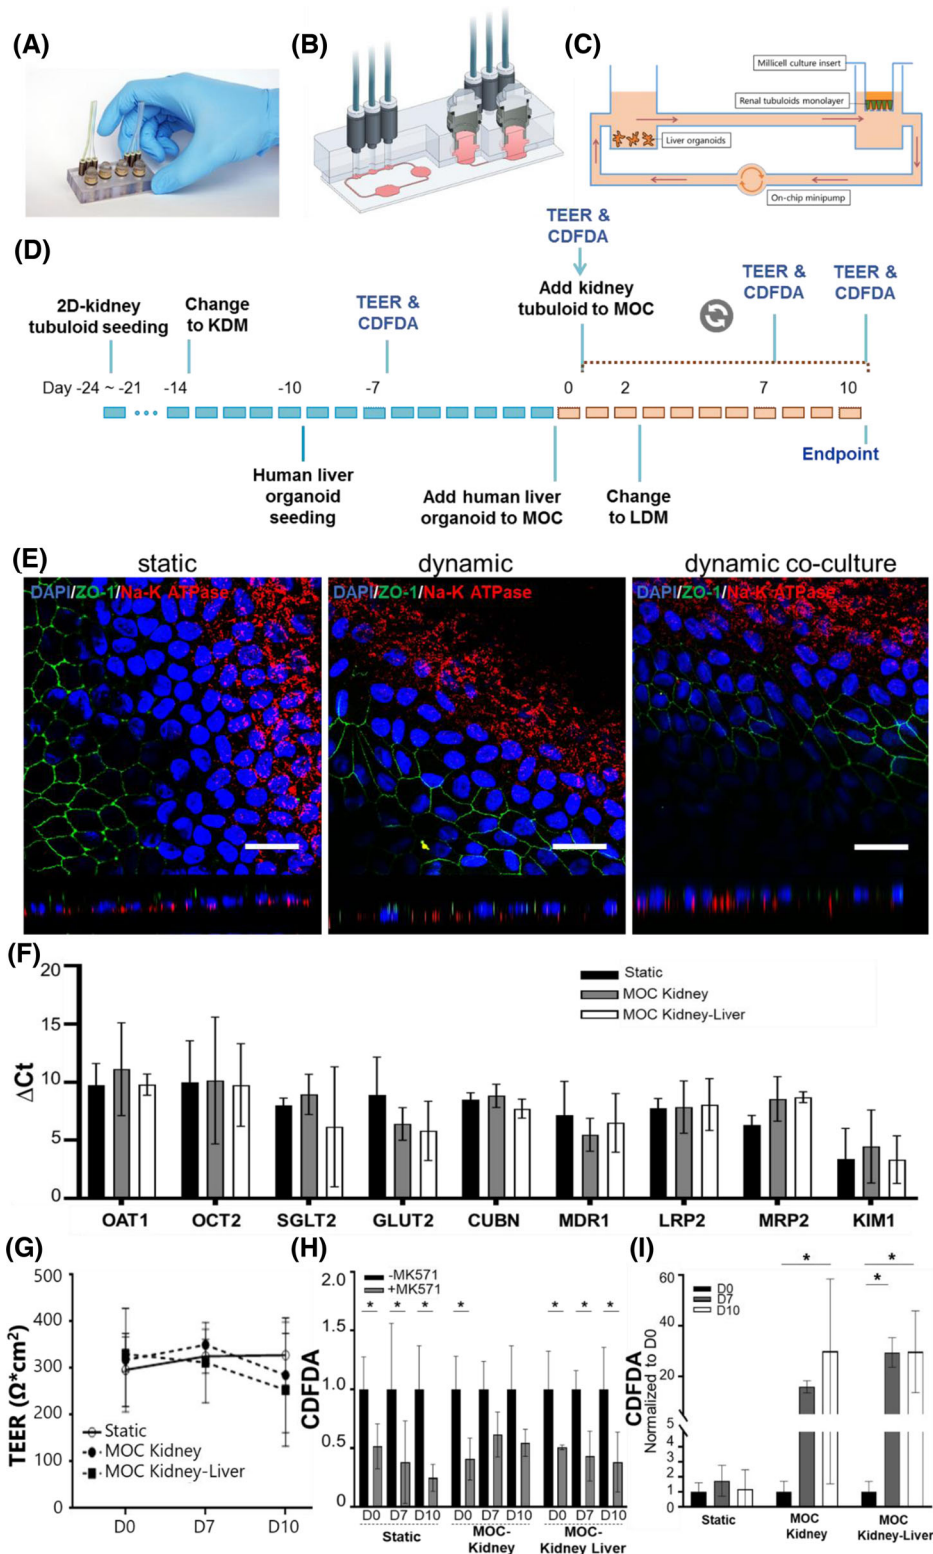 (A)
(B)
(C)
Millicell culture insert
Renal tubuloids monolayer
Liver organoids
On-chip minipump
(D)
TEER &
CDFDA
2D-kidney
tubuloid seeding
Change
to KDM
TEER &
CDFDA
Add kidney
tubuloid to MOC
TEER &
CDFDA
TEER &
CDFDA
Day -24 ~ -21
-14
-10
-7
0
2
7
10
Human liver
organoid
seeding
Add human liver
organoid to MOC
Change
to LDM
Endpoint
(E)
static
dynamic
dynamic co-culture
DAPI/ZO-1/Na-K ATPase
DAPI/ZO-1/Na-K ATPase
DAPI/ZO-1/Na-K ATPase
(F)
ΔCt
20
15
10
5
0
Static
MOC Kidney
MOC Kidney-Liver
OAT1
OCT2
SGLT2
GLUT2
CUBN
MDR1
LRP2
MRP2
KIM1
(G)
TEER (Ω*cm2)
500
400
300
200
100
0
Static
MOC Kidney
MOC Kidney-Liver
D0
D7
D10
(H)
CDFDA
2.0
1.5
1.0
0.5
0
-MK571
+MK571
* * * * * * *
D0 D7 D10 D0 D7 D10 D0 D7 D10
Static
MOC-
Kidney
MOC-
Kidney Liver
(I)
CDFDA
Normalized to D0
60
40
20
5
4
3
2
1
0
D0
D7
D10
* * *
Static
MOC
Kidney
MOC
Kidney-Liver